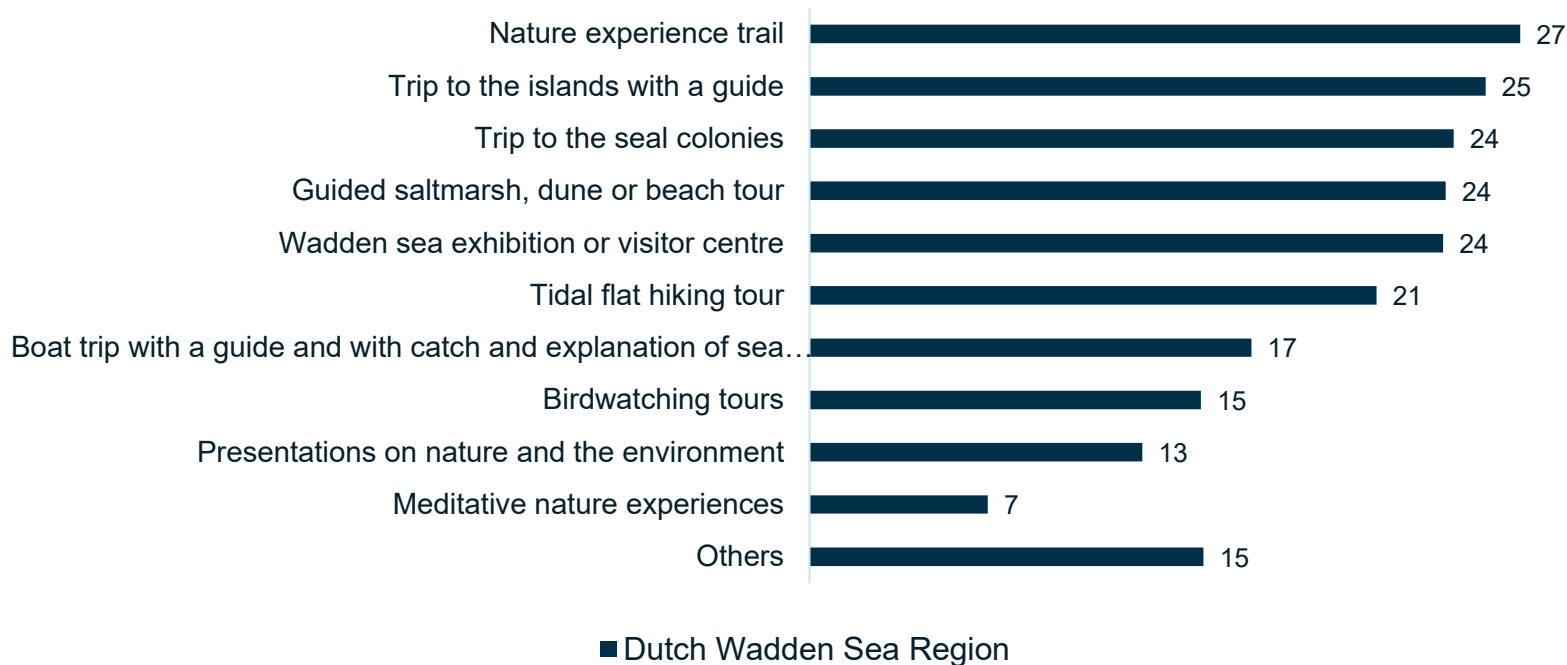 Nature experience trail 27
Trip to the islands with a guide 25
Trip to the seal colonies 24
Guided saltmarsh, dune or beach tour 24
Wadden sea exhibition or visitor centre 24
Tidal flat hiking tour 21
Boat trip with a guide and with catch and explanation of sea… 17
Birdwatching tours 15
Presentations on nature and the environment 13
Meditative nature experiences 7
Others 15
Dutch Wadden Sea Region